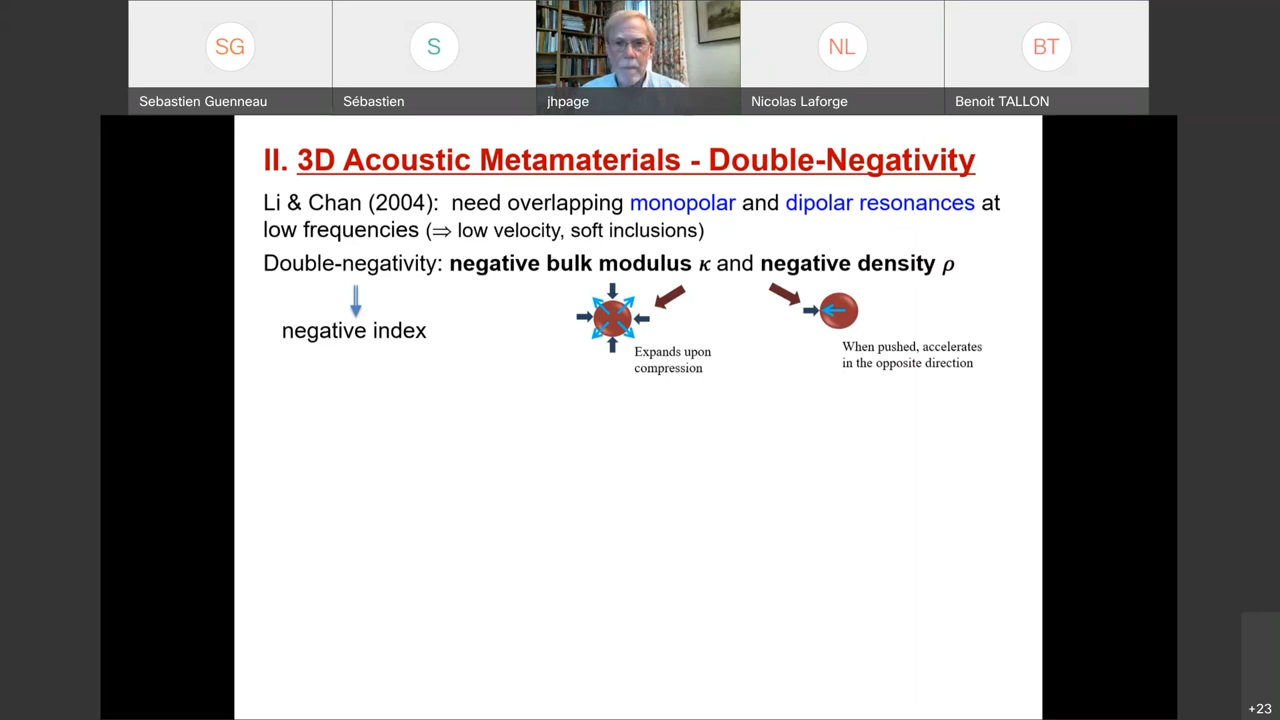 SG
S
NL
BT
Sebastien Guenneau
Sébastien
jhpage
Nicolas Laforge
Benoit TALLON
II. 3D Acoustic Metamaterials - Double-Negativity
Li & Chan (2004): need overlapping monopolar and dipolar resonances at
low frequencies (⇒ low velocity, soft inclusions)
Double-negativity: negative bulk modulus κ and negative density ρ
negative index
Expands upon
compression
When pushed, accelerates
in the opposite direction
+23